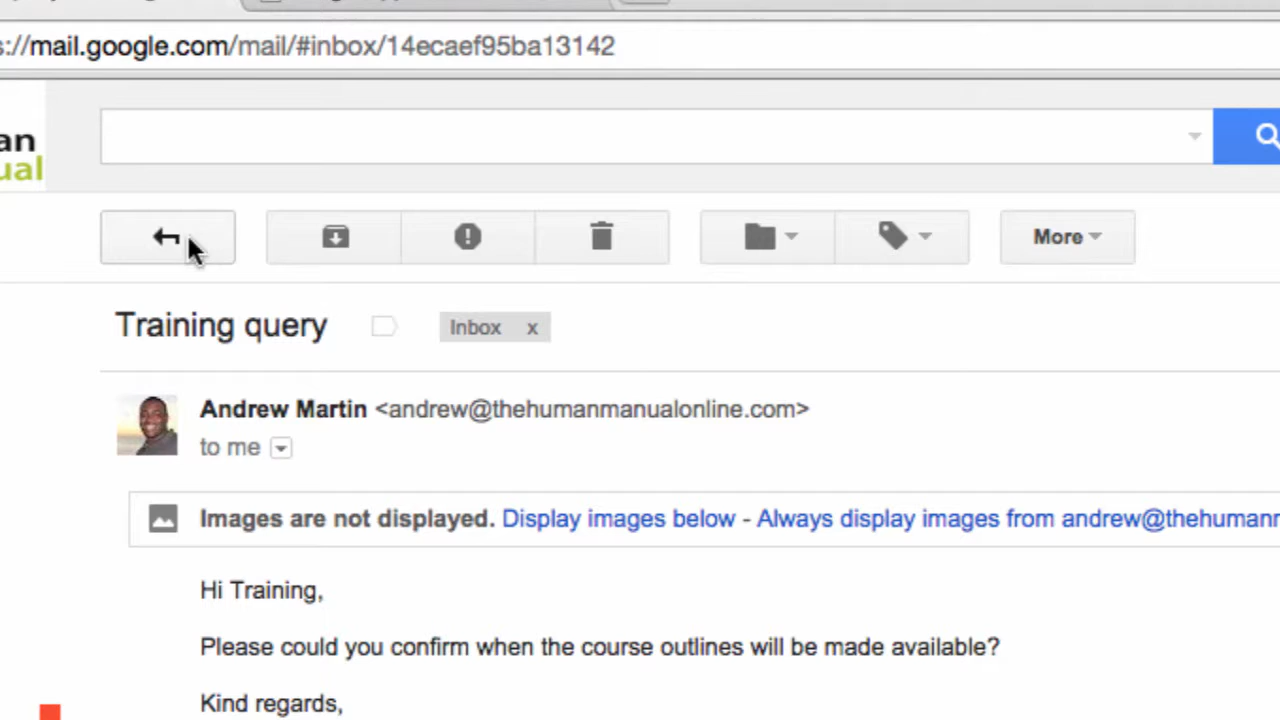 s://mail.google.com/mail/#inbox/14ecaef95ba13142
an
ual
More
Training query
Inbox x
Andrew Martin <andrew@thehumanmanualonline.com>
to me
Images are not displayed. Display images below - Always display images from andrew@thehumanm
Hi Training,
Please could you confirm when the course outlines will be made available?
Kind regards,